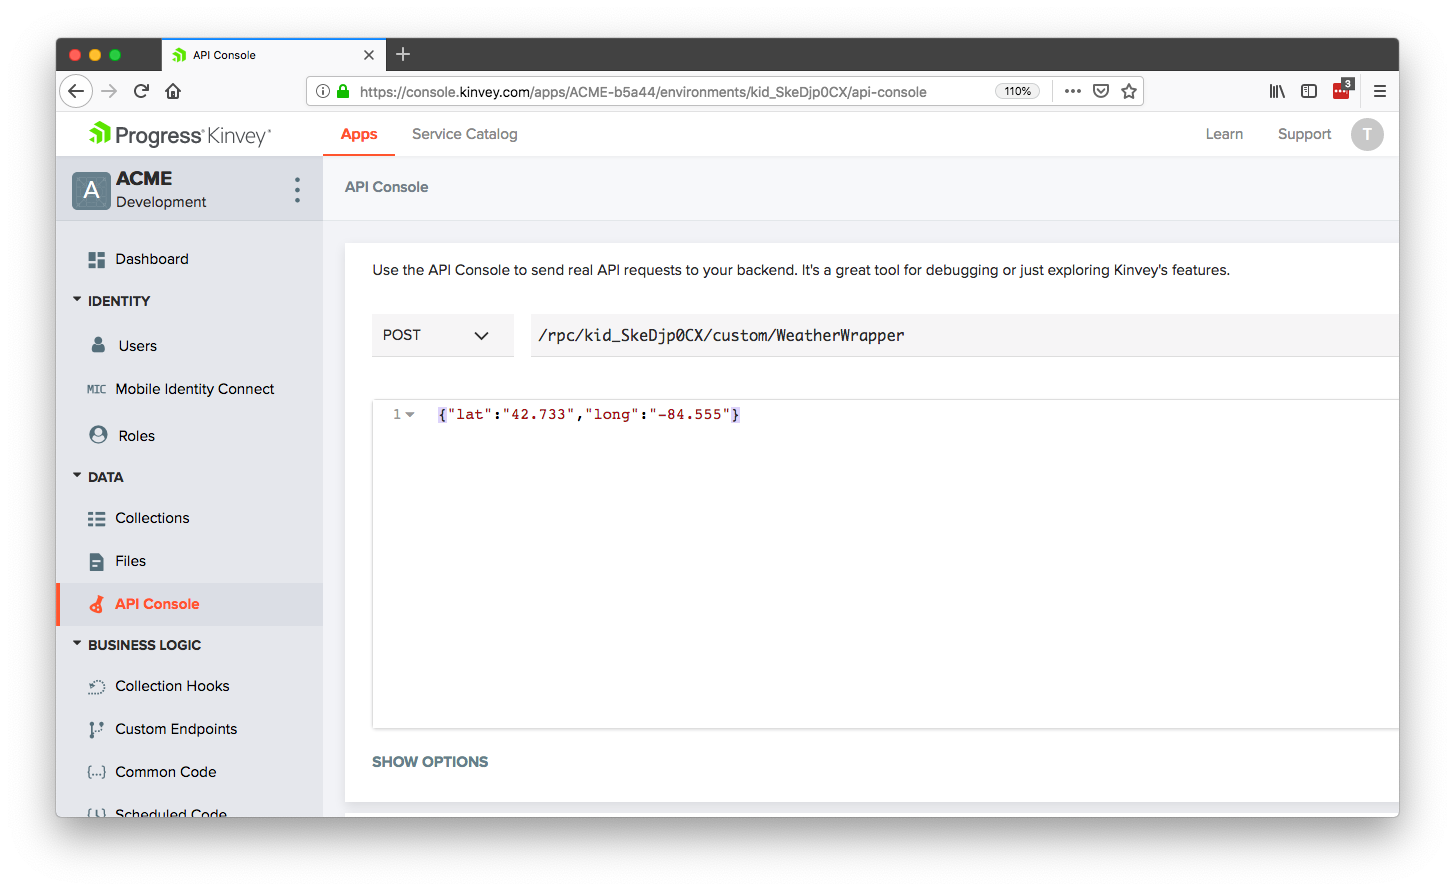 API Console
https://console.kinvey.com/apps/ACME-b5a44/environments/kid_SkeDjp0CX/api-console
110%
3
Progress Kinvey
Apps
Service Catalog
Learn
Support
T
A
ACME
Development
API Console
Dashboard
IDENTITY
Users
MIC Mobile Identity Connect
Roles
DATA
Collections
Files
API Console
BUSINESS LOGIC
Collection Hooks
Custom Endpoints
{...} Common Code
Scheduled Code
Use the API Console to send real API requests to your backend. It's a great tool for debugging or just exploring Kinvey's features.
POST
/rpc/kid_SkeDjp0CX/custom/WeatherWrapper
1 {"lat":"42.733","long":"-84.555"}
SHOW OPTIONS